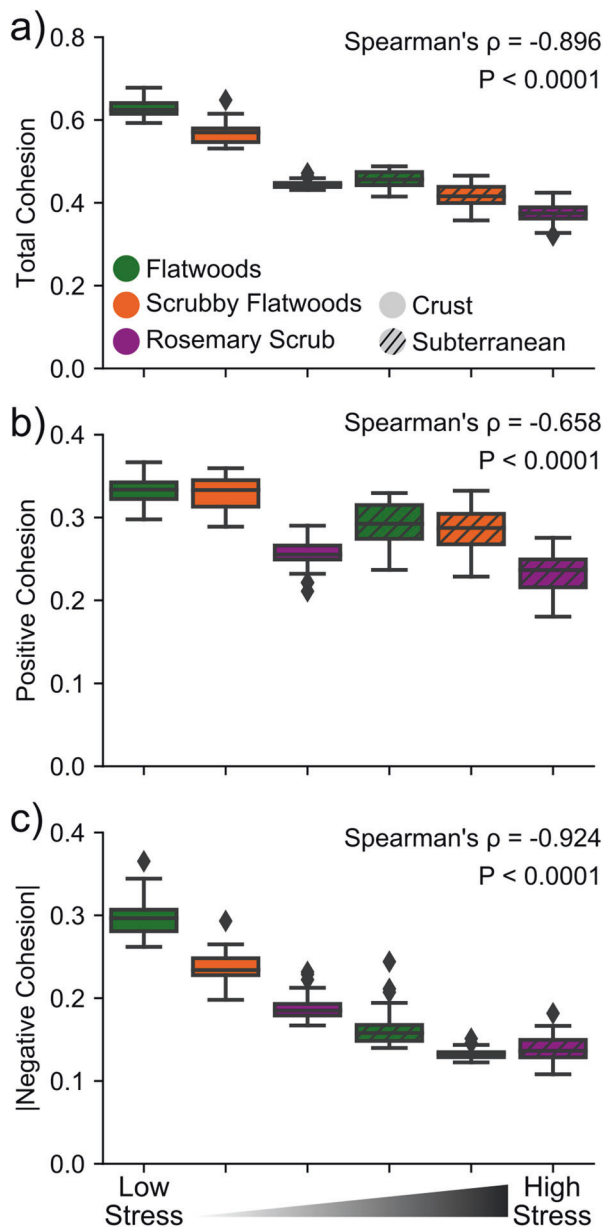 a)
Spearman's ρ = -0.896
P < 0.0001
Total Cohesion
0.8
0.6
0.4
0.2
0.0
Flatwoods
Scrubby Flatwoods
Crust
Rosemary Scrub
Subterranean
b)
Spearman's ρ = -0.658
P < 0.0001
Positive Cohesion
0.4
0.3
0.2
0.1
0.0
c)
Spearman's ρ = -0.924
P < 0.0001
|Negative Cohesion|
0.4
0.3
0.2
0.1
0.0
Low
Stress
High
Stress